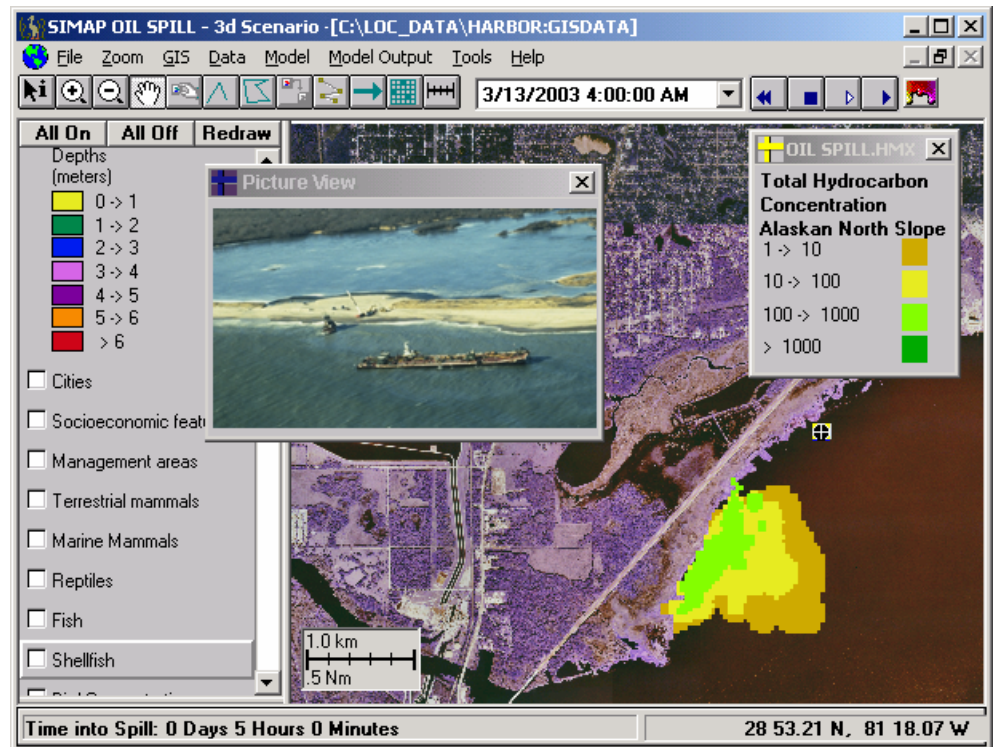 SIMAP OIL SPILL - 3d Scenario -[C:\LOC_DATA\HARBOR:GISDATA]
File Zoom GIS Data Model Model Output Tools Help
3/13/2003 4:00:00 AM
All On All Off Redraw
Depths
(meters)
0 -> 1
1 -> 2
2 -> 3
3 -> 4
4 -> 5
5 -> 6
> 6
Cities
Socioeconomic featu
Management areas
Terrestrial mammals
Marine Mammals
Reptiles
Fish
Shellfish
Picture View
OIL SPILL.HMX
Total Hydrocarbon
Concentration
Alaskan North Slope
1 -> 10
10 -> 100
100 -> 1000
> 1000
1.0 km
.5 Nm
Time into Spill: 0 Days 5 Hours 0 Minutes
28 53.21 N, 81 18.07 W